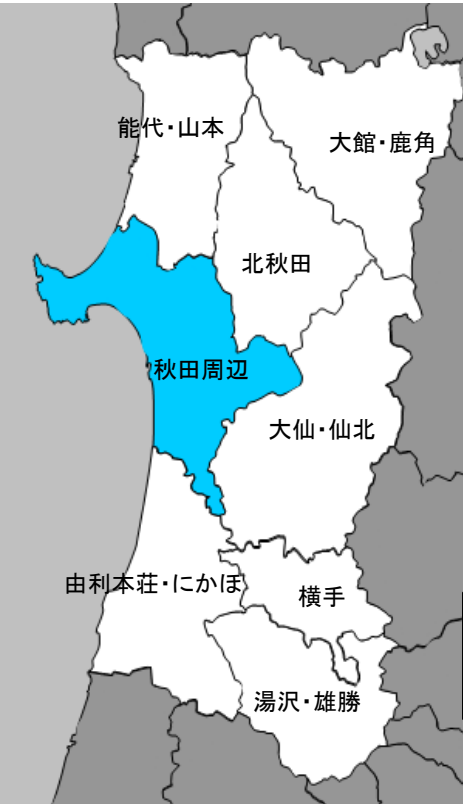 能代・山本
大館・鹿角
北秋田
秋田周辺
大仙・仙北
由利本荘・にかほ
横手
湯沢・雄勝